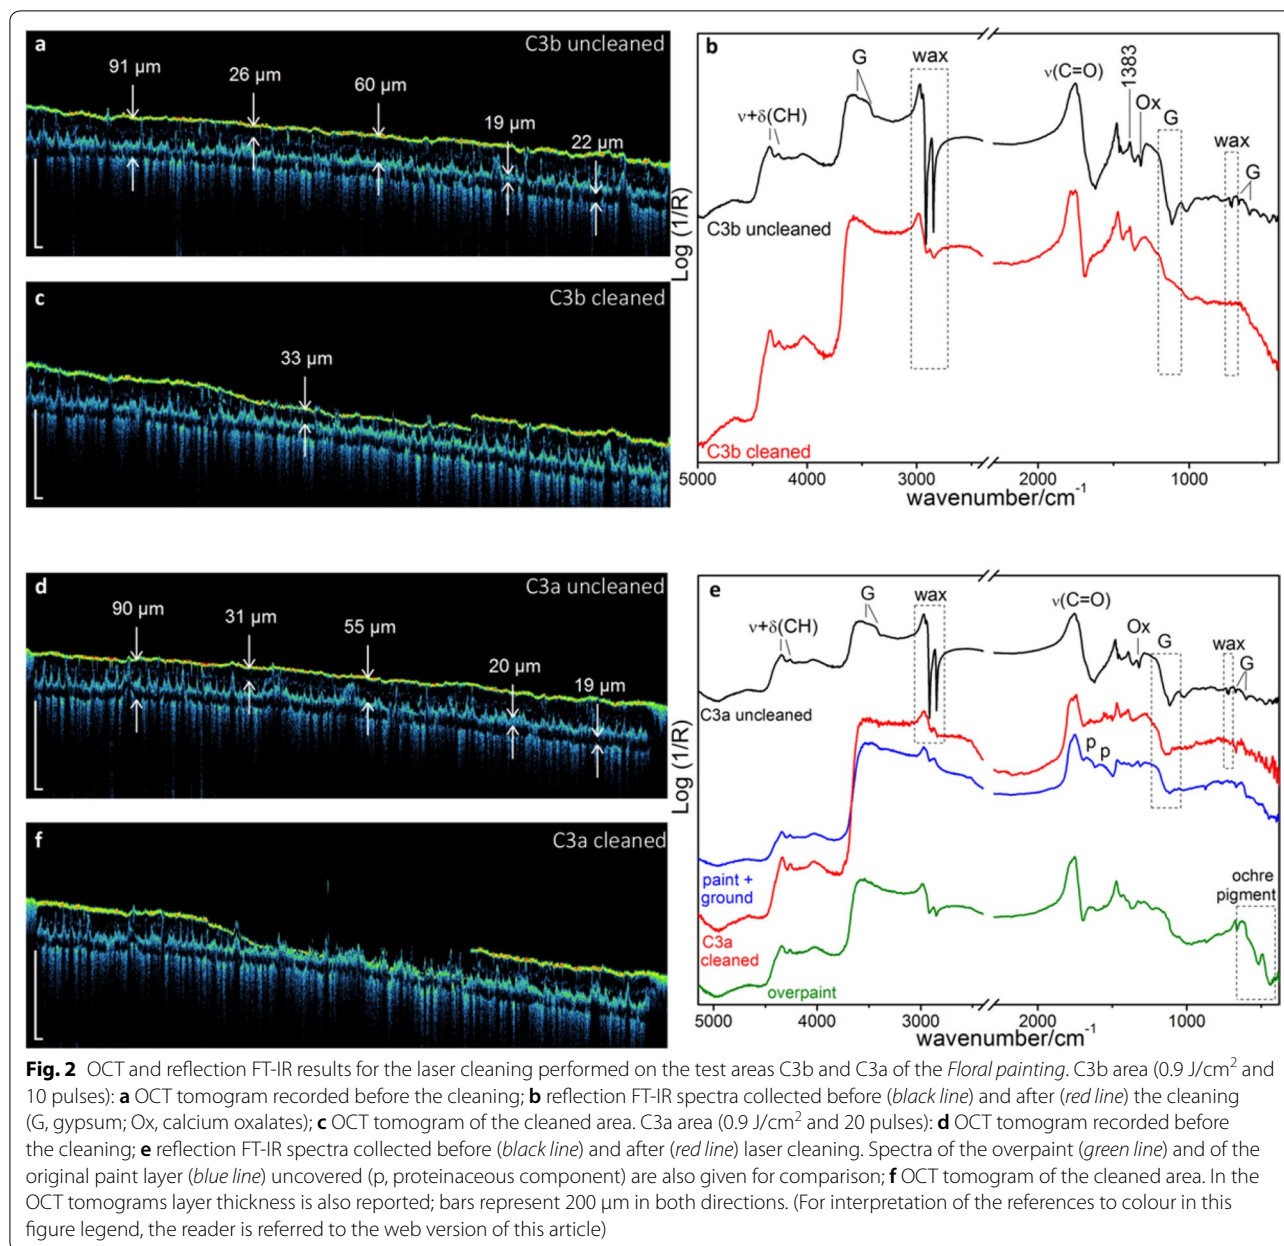 a
C3b uncleaned
91 µm
26 µm
60 µm
19 µm
22 µm
c
C3b cleaned
33 µm
b
G
wax
ν(C=O)
1383
Ox
G
ν+δ(CH)
wax
G
C3b uncleaned
C3b cleaned
Log (1/R)
5000 4000 3000 2000 1000
wavenumber/cm-1
d
C3a uncleaned
90 µm
31 µm
55 µm
20 µm
19 µm
f
C3a cleaned
e
G
wax
ν(C=O)
ν+δ(CH)
Ox
G
wax
G
C3a uncleaned
p
p
paint +
ground
C3a
cleaned
overpaint
ochre
pigment
Log (1/R)
5000 4000 3000 2000 1000
wavenumber/cm-1
Fig. 2 OCT and reflection FT-IR results for the laser cleaning performed on the test areas C3b and C3a of the Floral painting. C3b area (0.9 J/cm2 and
10 pulses): a OCT tomogram recorded before the cleaning; b reflection FT-IR spectra collected before (black line) and after (red line) the cleaning
(G, gypsum; Ox, calcium oxalates); c OCT tomogram of the cleaned area. C3a area (0.9 J/cm2 and 20 pulses): d OCT tomogram recorded before
the cleaning; e reflection FT-IR spectra collected before (black line) and after (red line) laser cleaning. Spectra of the overpaint (green line) and of the
original paint layer (blue line) uncovered (p, proteinaceous component) are also given for comparison; f OCT tomogram of the cleaned area. In the
OCT tomograms layer thickness is also reported; bars represent 200 µm in both directions. (For interpretation of the references to colour in this
figure legend, the reader is referred to the web version of this article)